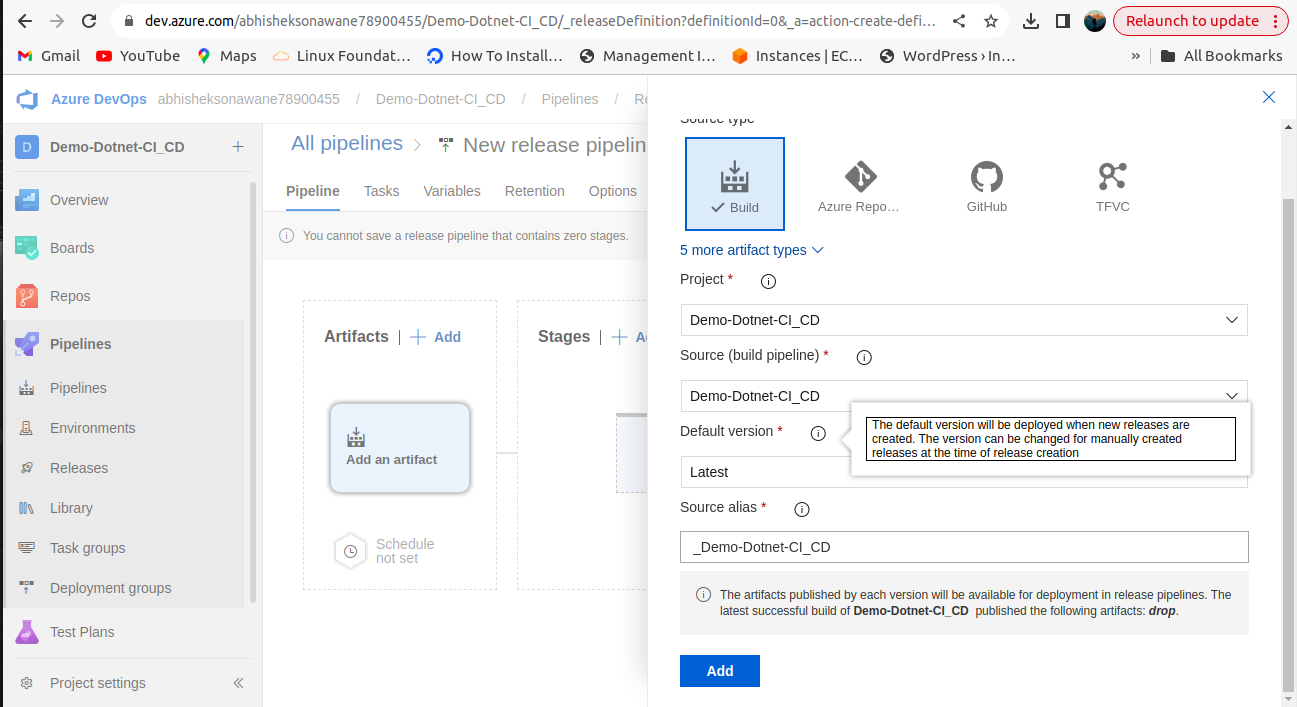 dev.azure.com/abhisheksonawane78900455/Demo-Dotnet-CI_CD/_releaseDefinition?definitionId=0&_a=action-create-defi...
Relaunch to update
Gmail
YouTube
Maps
Linux Foundat...
How To Install...
Management I...
Instances | EC...
WordPress › In...
»
All Bookmarks
Azure DevOps abhisheksonawane78900455 / Demo-Dotnet-CI_CD / Pipelines / Re
D Demo-Dotnet-CI_CD +
Overview
Boards
Repos
Pipelines
Pipelines
Environments
Releases
Library
Task groups
Deployment groups
Test Plans
Project settings
All pipelines > New release pipelin
Pipeline Tasks Variables Retention Options
You cannot save a release pipeline that contains zero stages.
Artifacts | + Add
Stages | + A
Add an artifact
Schedule
not set
Source type
Build
Azure Repo...
GitHub
TFVC
5 more artifact types
Project *
Demo-Dotnet-CI_CD
Source (build pipeline) *
Demo-Dotnet-CI_CD
Default version *
The default version will be deployed when new releases are
created. The version can be changed for manually created
releases at the time of release creation
Latest
Source alias *
_Demo-Dotnet-CI_CD
The artifacts published by each version will be available for deployment in release pipelines. The
latest successful build of Demo-Dotnet-CI_CD published the following artifacts: drop.
Add